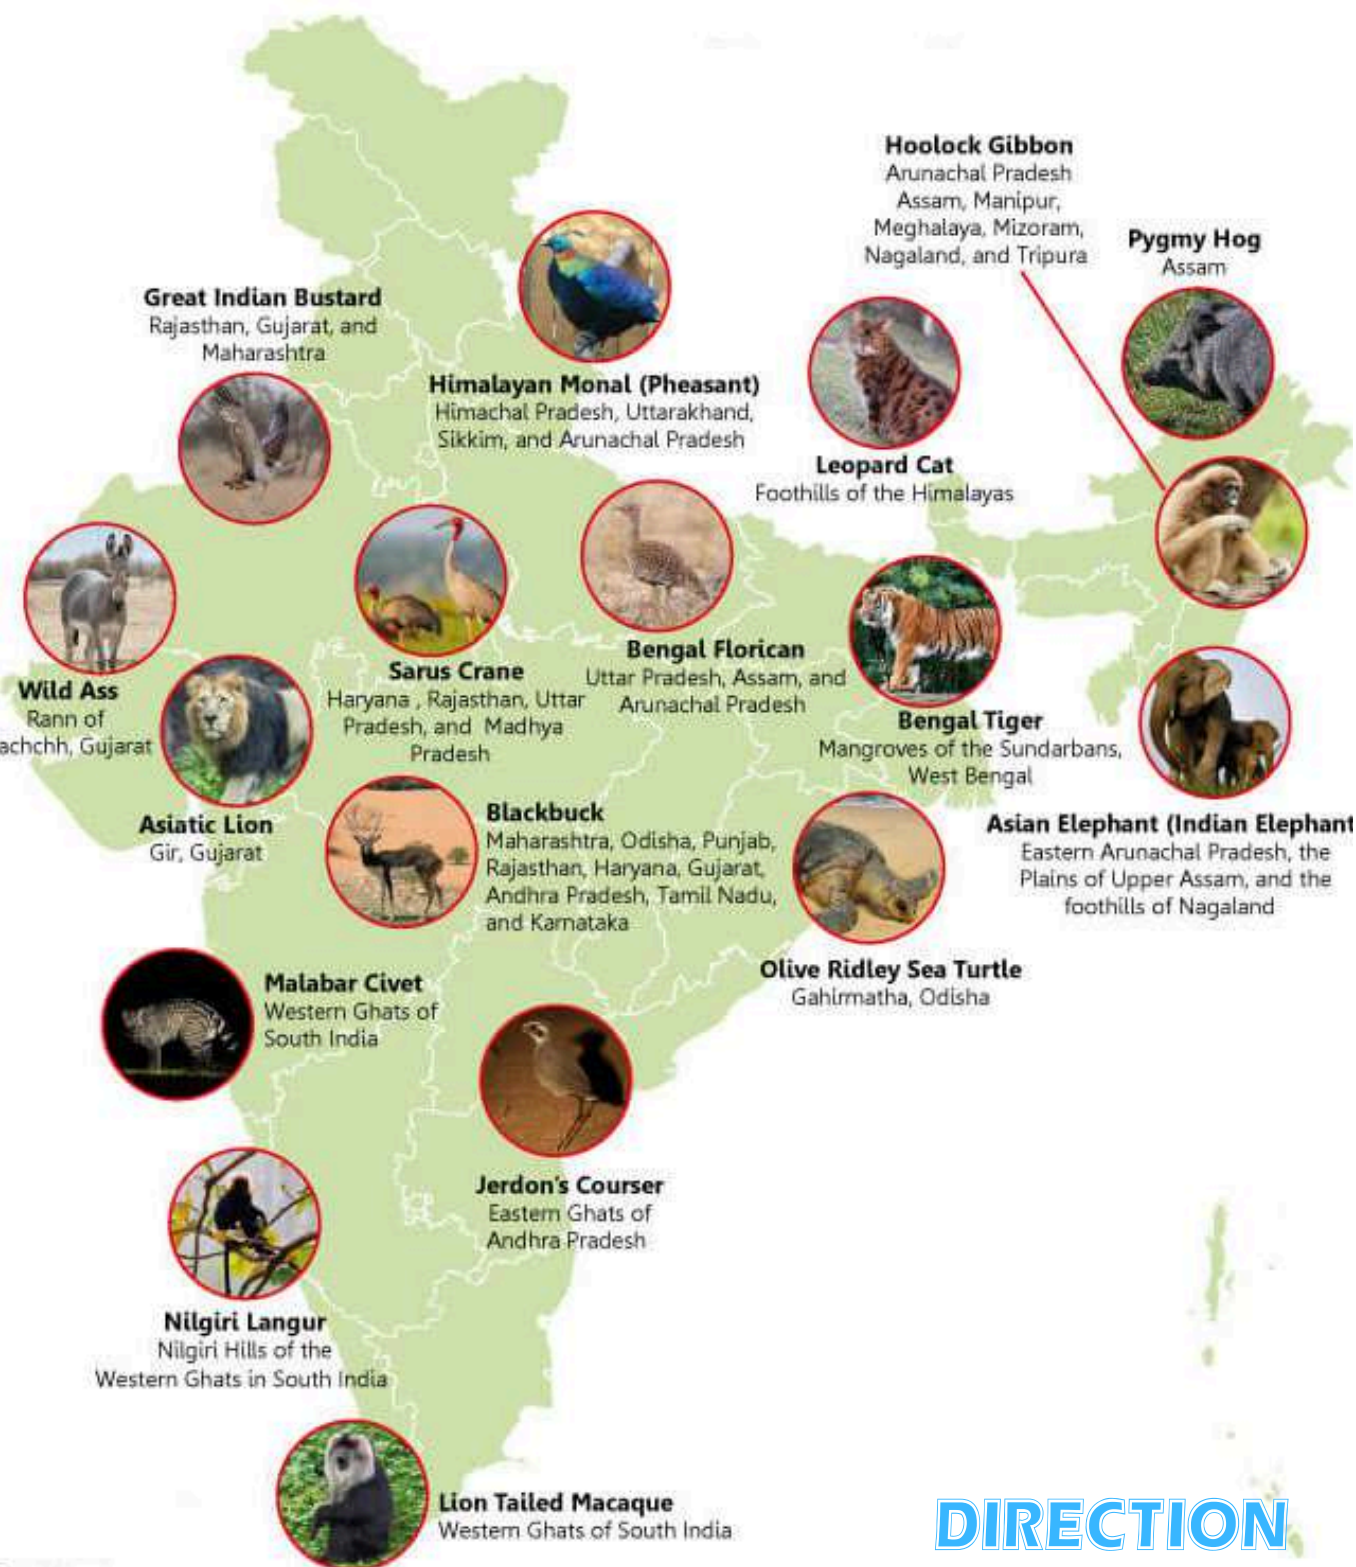 Hoolock Gibbon
Arunachal Pradesh
Assam, Manipur,
Meghalaya, Mizoram,
Nagaland, and Tripura
Pygmy Hog
Assam
Great Indian Bustard
Rajasthan, Gujarat, and
Maharashtra
Himalayan Monal (Pheasant)
Himachal Pradesh, Uttarakhand,
Sikkim, and Arunachal Pradesh
Leopard Cat
Foothills of the Himalayas
Wild Ass
Rann of
achchh, Gujarat
Sarus Crane
Haryana , Rajasthan, Uttar
Pradesh, and Madhya
Pradesh
Bengal Florican
Uttar Pradesh, Assam, and
Arunachal Pradesh
Bengal Tiger
Mangroves of the Sundarbans,
West Bengal
Asiatic Lion
Gir, Gujarat
Blackbuck
Maharashtra, Odisha, Punjab,
Rajasthan, Haryana, Gujarat,
Andhra Pradesh, Tamil Nadu,
and Karnataka
Asian Elephant (Indian Elephant
Eastern Arunachal Pradesh, the
Plains of Upper Assam, and the
foothills of Nagaland
Olive Ridley Sea Turtle
Gahirmatha, Odisha
Malabar Civet
Western Ghats of
South India
Jerdon's Courser
Eastern Ghats of
Andhra Pradesh
Nilgiri Langur
Nilgiri Hills of the
Western Ghats in South India
Lion Tailed Macaque
Western Ghats of South India
DIRECTION